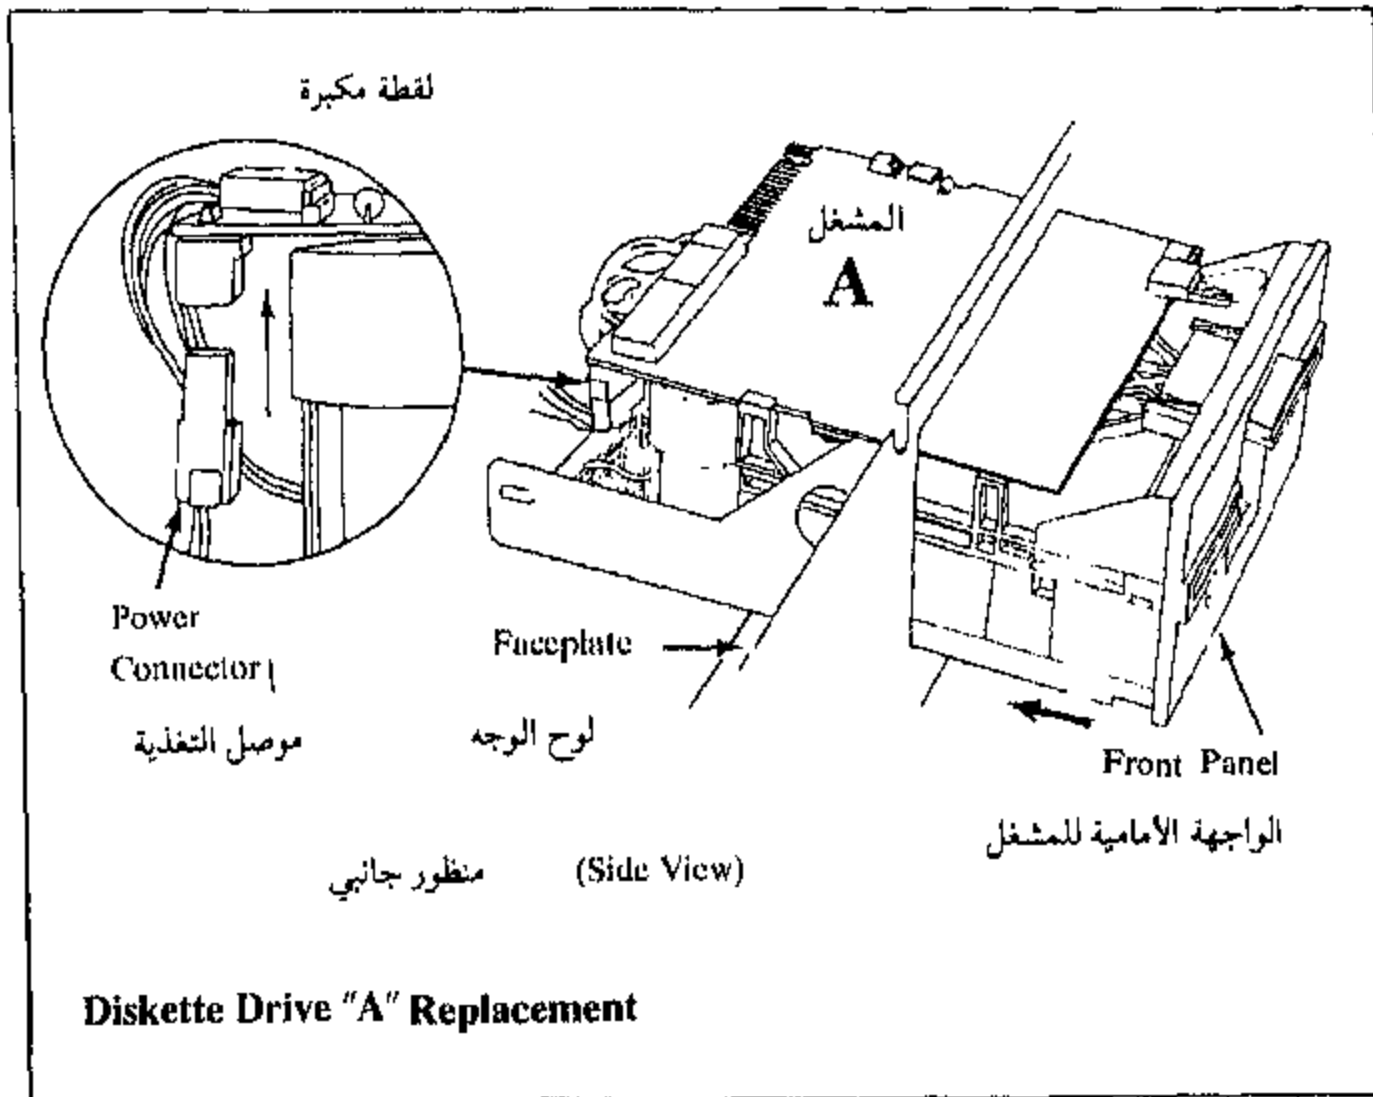 لقطة مكبرة
المشغل
A
Power
Connector
موصل التغذية
Faceplate
لوح الوجه
Front Panel
الواجهة الأمامية للمشغل
منظور جانبي (Side View)
Diskette Drive "A" Replacement